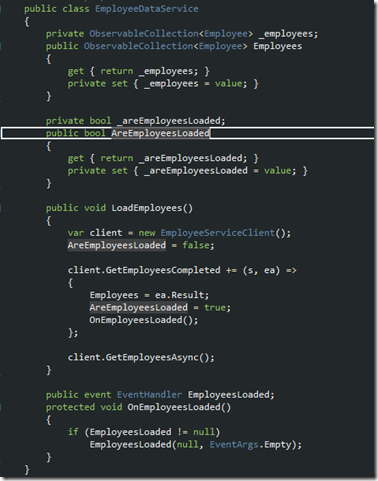 public class EmployeeDataService
{
    private ObservableCollection<Employee> _employees;
    public ObservableCollection<Employee> Employees
    {
        get { return _employees; }
        private set { _employees = value; }
    }

    private bool _areEmployeesLoaded;
    public bool AreEmployeesLoaded
    {
        get { return _areEmployeesLoaded; }
        private set { _areEmployeesLoaded = value; }
    }

    public void LoadEmployees()
    {
        var client = new EmployeeServiceClient();
        AreEmployeesLoaded = false;

        client.GetEmployeesCompleted += (s, ea) =>
        {
            Employees = ea.Result;
            AreEmployeesLoaded = true;
            OnEmployeesLoaded();
        };

        client.GetEmployeesAsync();
    }

    public event EventHandler EmployeesLoaded;
    protected void OnEmployeesLoaded()
    {
        if (EmployeesLoaded != null)
            EmployeesLoaded(null, EventArgs.Empty);
    }
}